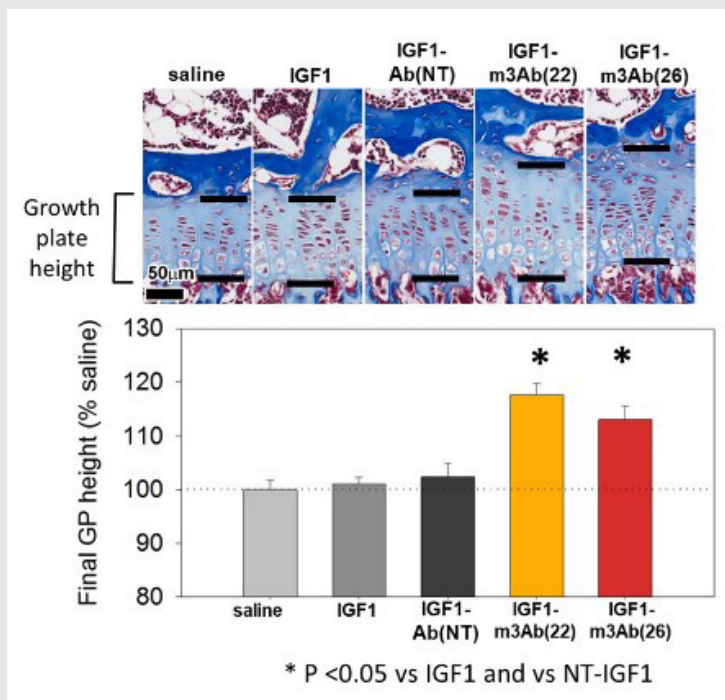 saline
IGF1
IGF1-
Ab(NT)
IGF1-
m3Ab(22)
IGF1-
m3Ab(26)
Growth
plate
height
50μm
Final GP height (% saline)
130
120
110
100
90
80
*
*
saline
IGF1
IGF1-
Ab(NT)
IGF1-
m3Ab(22)
IGF1-
m3Ab(26)
* P <0.05 vs IGF1 and vs NT-IGF1